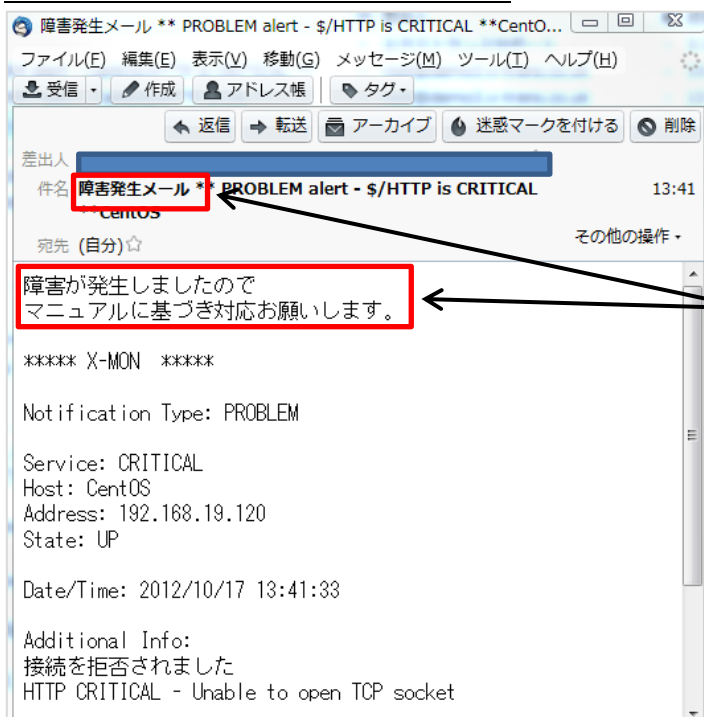 障害発生メール ** PROBLEM alert - $/HTTP is CRITICAL **CentO...
ファイル(F) 編集(E) 表示(V) 移動(G) メッセージ(M) ツール(T) ヘルプ(H)
受信 作成 アドレス帳 タグ
返信 転送 アーカイブ 迷惑マークを付ける 削除
差出人
件名 障害発生メール ** PROBLEM alert - $/HTTP is CRITICAL 13:41
**CentOS
宛先 (自分) その他の操作
障害が発生しましたので
マニュアルに基づき対応お願いします。
***** X-MON *****
Notification Type: PROBLEM
Service: CRITICAL
Host: CentOS
Address: 192.168.19.120
State: UP
Date/Time: 2012/10/17 13:41:33
Additional Info:
接続を拒否されました
HTTP CRITICAL - Unable to open TCP socket